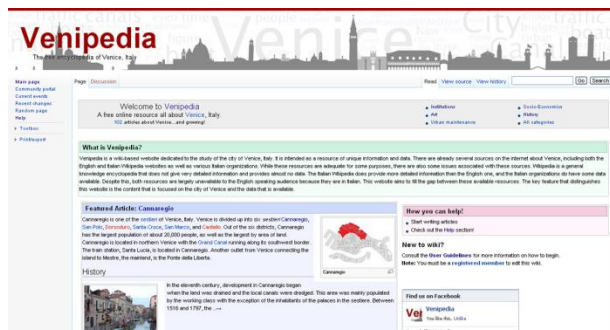 Venipedia
The free encyclopedia of Venice, Italy
Venice
City
traffic
canals
people
Main page
Community portal
Current events
Recent changes
Random page
Help
Toolbox
Print/export
Page Discussion
Read View source View history Go Search
Welcome to Venipedia
A free online resource all about Venice, Italy.
102 articles about Venice...and growing!
Institutions
Art
Urban maintenance
Socio-Economics
History
All categories
What is Venipedia?
Venipedia is a wiki-based website dedicated to the study of the city of Venice, Italy. It is intended as a resource of unique information and data. There are already several sources on the internet about Venice, including both the
English and Italian Wikipedia websites as well as various Italian organizations. While these resources are adequate for some purposes, there are also some issues associated with these sources. Wikipedia is a general
knowledge encyclopedia that does not give very detailed information and provides almost no data. The Italian Wikipedia does provide more detailed information than the English one, and the Italian organizations do have some data
available. Despite this, both resources are largely unavailable to the English speaking audience because they are in Italian. This website aims to fill the gap between these available resources. The key feature that distinguishes
this website is the content that is focused on the city of Venice and the data that is available.
Featured Article: Cannaregio
Cannaregio is one of the sestieri of Venice, Italy. Venice is divided up into six sestieri Cannaregio,
San Polo, Dorsoduro, Santa Croce, San Marco, and Castello. Out of the six districts, Cannaregio
has the largest population of about 20,000 people, as well as the largest by area of land.
Cannaregio is located in northern Venice with the Grand Canal running along its southwest border.
The train station, Santa Lucia, is located in Cannaregio. Another outlet from Venice connecting the
island to Mestre, the mainland, is the Ponte della Liberta.
Cannaregio
History
In the eleventh century, development in Cannaregio began
when the land was drained and the local canals were dredged. This area was mainly populated
by the working class with the exception of the inhabitants of the palaces in the sestiere. Between
1516 and 1797, the ...→
How you can help!
Start writing articles
Check out the Help section!
New to wiki?
Consult the User Guidelines for more information on how to begin.
Note: You must be a registered member to edit this wiki.
Find us on Facebook
Venipedia
You like this.